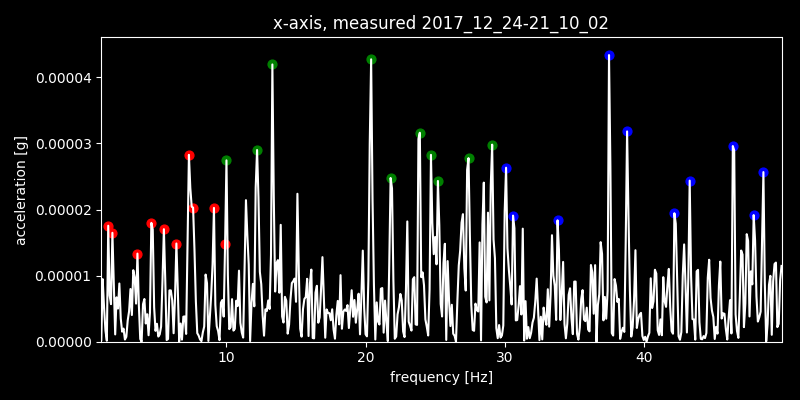 x-axis, measured 2017_12_24-21_10_02
acceleration [g]
0.00004
0.00003
0.00002
0.00001
0.00000
10 20 30 40
frequency [Hz]